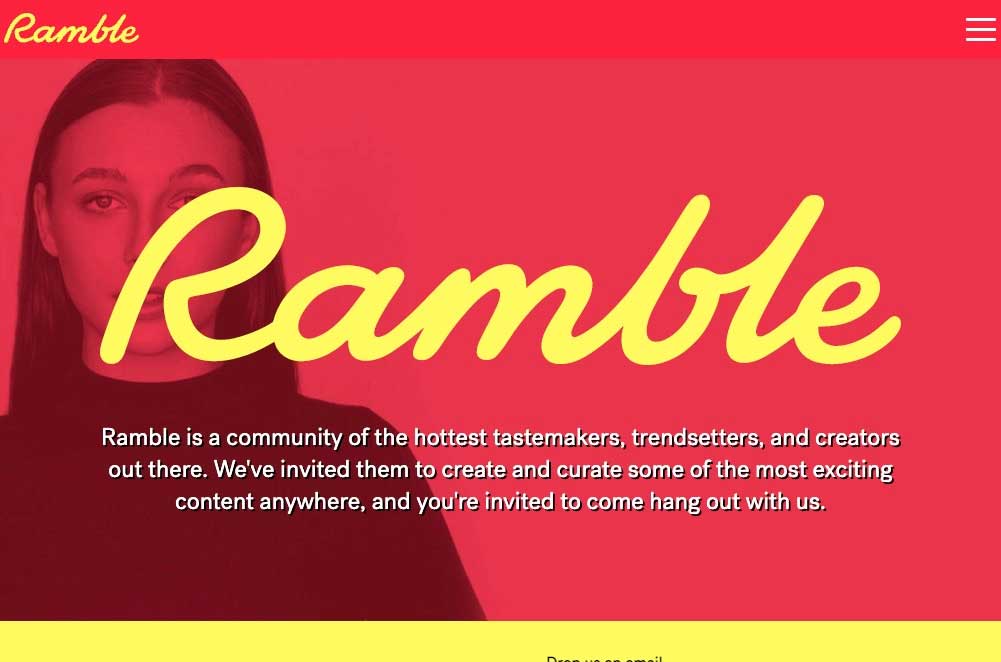 Ramble
Ramble
Ramble is a community of the hottest tastemakers, trendsetters, and creators
out there. We've invited them to create and curate some of the most exciting
content anywhere, and you're invited to come hang out with us.
Drop us an email